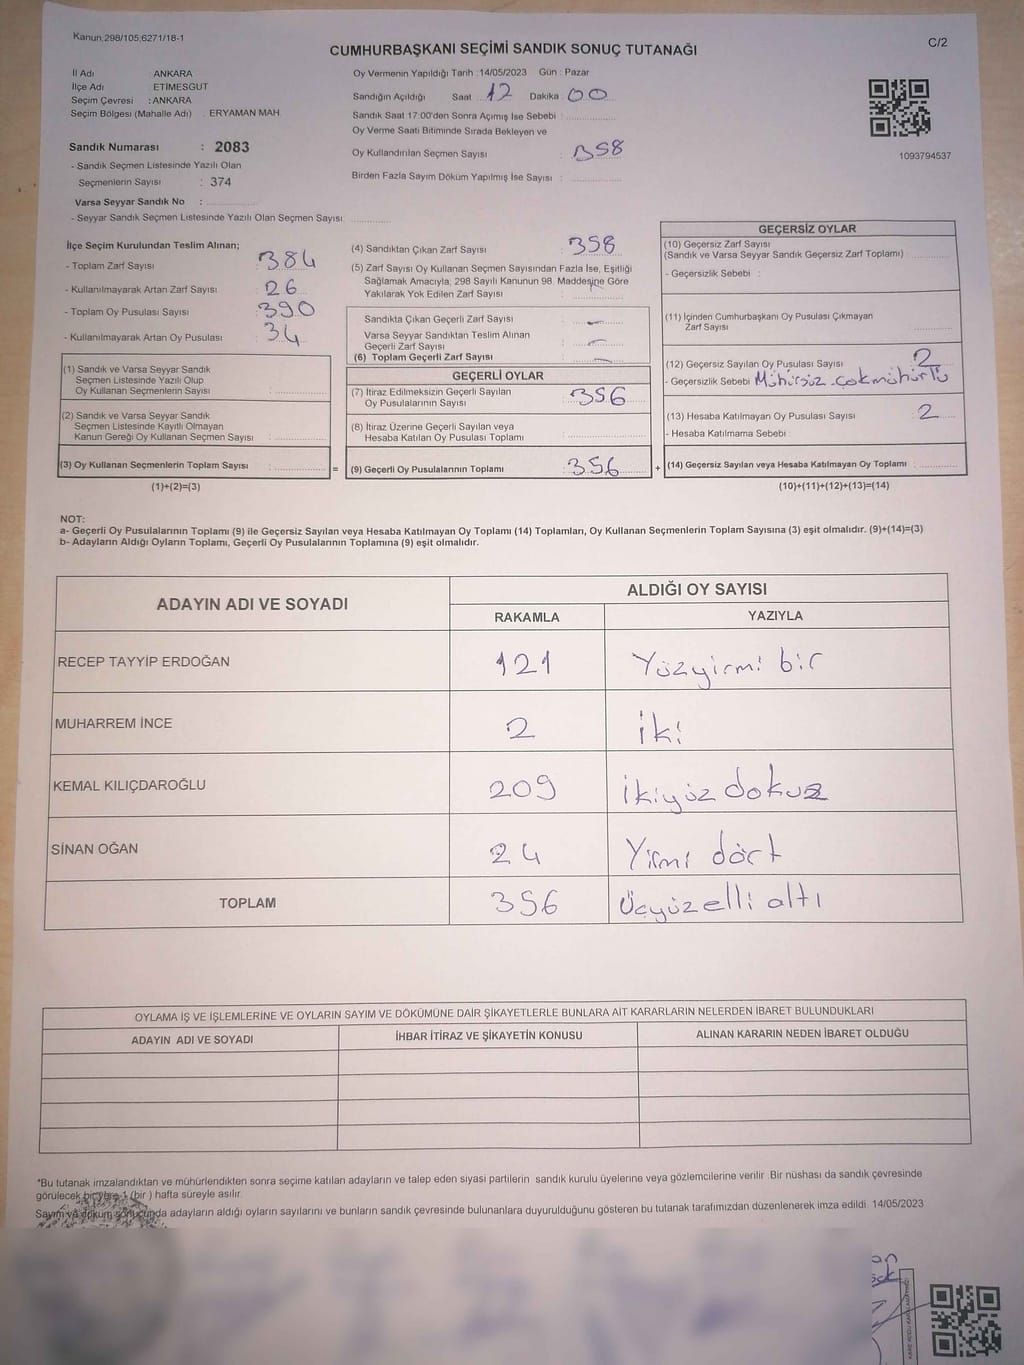 Kanun:298/105;6271/18-1
CUMHURBAŞKANI SEÇİMİ SANDIK SONUÇ TUTANAĞI
C/2
İl Adı : ANKARA
İlçe Adı : ETİMESGUT
Seçim Çevresi : ANKARA
Seçim Bölgesi (Mahalle Adı) : ERYAMAN MAH
Sandık Numarası : 2083
- Sandık Seçmen Listesinde Yazılı Olan
Seçmenlerin Sayısı : 374
Varsa Seyyar Sandık No :
- Seyyar Sandık Seçmen Listesinde Yazılı Olan Seçmen Sayısı:
Oy Vermenin Yapıldığı Tarih :14/05/2023 Gün : Pazar
Sandığın Açıldığı Saat : 12 Dakika : 00
Sandık Saat 17:00'den Sonra Açımış İse Sebebi :
Oy Verme Saati Bitiminde Sırada Bekleyen ve
Oy Kullandırılan Seçmen Sayısı : 358
Birden Fazla Sayım Döküm Yapılmış İse Sayısı :
1093794537
İlçe Seçim Kurulundan Teslim Alınan;
- Toplam Zarf Sayısı : 384
- Kullanılmayarak Artan Zarf Sayısı : 26
- Toplam Oy Pusulası Sayısı : 390
- Kullanılmayarak Artan Oy Pusulası : 34
(1) Sandık ve Varsa Seyyar Sandık
Seçmen Listesinde Yazılı Olup
Oy Kullanan Seçmenlerin Sayısı :
(2) Sandık ve Varsa Seyyar Sandık
Seçmen Listesinde Kayıtlı Olmayan
Kanun Gereği Oy Kullanan Seçmen Sayısı :
(3) Oy Kullanan Seçmenlerin Toplam Sayısı : =
(1)+(2)=(3)
(4) Sandıktan Çıkan Zarf Sayısı : 358
(5) Zarf Sayısı Oy Kullanan Seçmen Sayısından Fazla İse, Eşitliği
Sağlamak Amacıyla, 298 Sayılı Kanunun 98. Maddesine Göre
Yakılarak Yok Edilen Zarf Sayısı :
Sandıkta Çıkan Geçerli Zarf Sayısı : -
Varsa Seyyar Sandıktan Teslim Alınan
Geçerli Zarf Sayısı : -
(6) Toplam Geçerli Zarf Sayısı : -
GEÇERLİ OYLAR
(7) İtiraz Edilmeksizin Geçerli Sayılan
Oy Pusulalarının Sayısı : 356
(8) İtiraz Üzerine Geçerli Sayılan veya
Hesaba Katılan Oy Pusulası Toplamı :
(9) Geçerli Oy Pusulalarının Toplamı : 356 +
GEÇERSİZ OYLAR
(10) Geçersiz Zarf Sayısı
(Sandık ve Varsa Seyyar Sandık Geçersiz Zarf Toplamı) :
- Geçersizlik Sebebi :
(11) İçinden Cumhurbaşkanı Oy Pusulası Çıkmayan
Zarf Sayısı
(12) Geçersiz Sayılan Oy Pusulası Sayısı : 2
- Geçersizlik Sebebi : Mühürsüz çokmühürlü
(13) Hesaba Katılmayan Oy Pusulası Sayısı : 2
- Hesaba Katılmama Sebebi :
(14) Geçersiz Sayılan veya Hesaba Katılmayan Oy Toplamı :
(10)+(11)+(12)+(13)=(14)
NOT:
a- Geçerli Oy Pusulalarının Toplamı (9) ile Geçersiz Sayılan veya Hesaba Katılmayan Oy Toplamı (14) Toplamları, Oy Kullanan Seçmenlerin Toplam Sayısına (3) eşit olmalıdır. (9)+(14)=(3)
b- Adayların Aldığı Oyların Toplamı, Geçerli Oy Pusulalarının Toplamına (9) eşit olmalıdır.
ADAYIN ADI VE SOYADI
ALDIĞI OY SAYISI
RAKAMLA YAZIYLA
RECEP TAYYİP ERDOĞAN 121 Yüzyirmi bir
MUHARREM İNCE 2 iki
KEMAL KILIÇDAROĞLU 209 ikiyüz dokuz
SİNAN OĞAN 24 Yirmi dört
TOPLAM 356 Üçyüzelli altı
OYLAMA İŞ VE İŞLEMLERİNE VE OYLARIN SAYIM VE DÖKÜMÜNE DAİR ŞİKAYETLERLE BUNLARA AİT KARARLARIN NELERDEN İBARET BULUNDUKLARI
ADAYIN ADI VE SOYADI İHBAR İTİRAZ VE ŞİKAYETİN KONUSU ALINAN KARARIN NEDEN İBARET OLDUĞU
*Bu tutanak imzalandıktan ve mühürlendikten sonra seçime katılan adayların ve talep eden siyasi partilerin sandık kurulu üyelerine veya gözlemcilerine verilir. Bir nüshası da sandık çevresinde
görülecek bir yere 1 (bir ) hafta süreyle asılır.
Sayım ve döküm sonucunda adayların aldığı oyların sayılarını ve bunların sandık çevresinde bulunanlara duyurulduğunu gösteren bu tutanak tarafımızdan düzenlenerek imza edildi. 14/05/2023